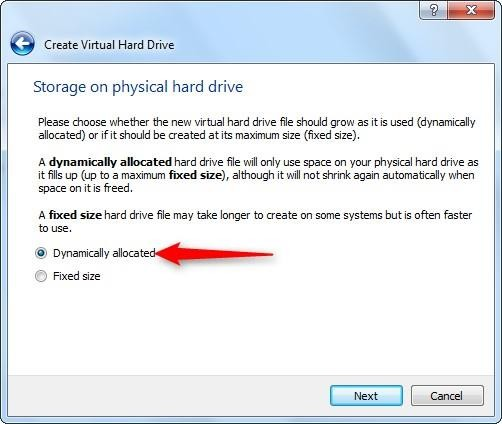 ?
Create Virtual Hard Drive
Storage on physical hard drive
Please choose whether the new virtual hard drive file should grow as it is used (dynamically
allocated) or if it should be created at its maximum size (fixed size).
A dynamically allocated hard drive file will only use space on your physical hard drive as
it fills up (up to a maximum fixed size), although it will not shrink again automatically when
space on it is freed.
A fixed size hard drive file may take longer to create on some systems but is often faster
to use.
Dynamically allocated
Fixed size
Next
Cancel